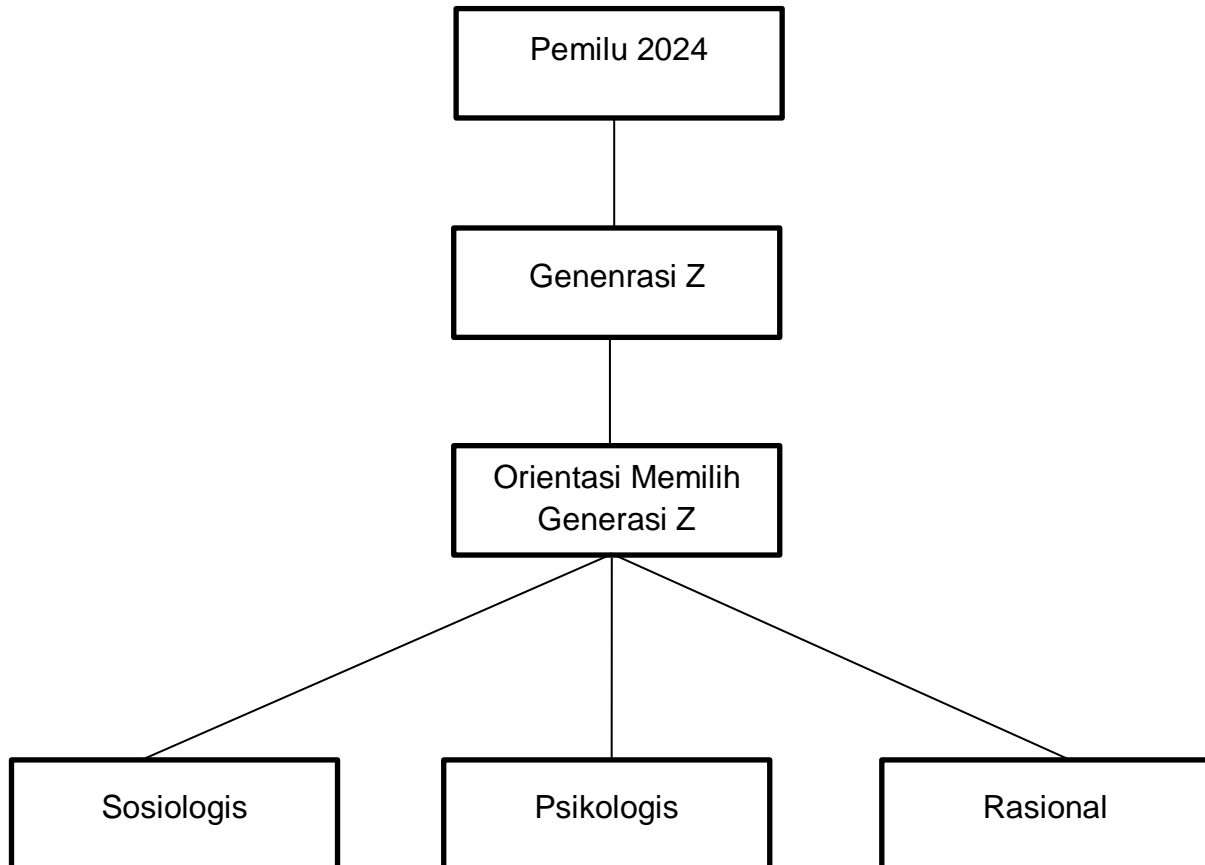 Pemilu 2024
Genenrasi Z
Orientasi Memilih
Generasi Z
Sosiologis
Psikologis
Rasional